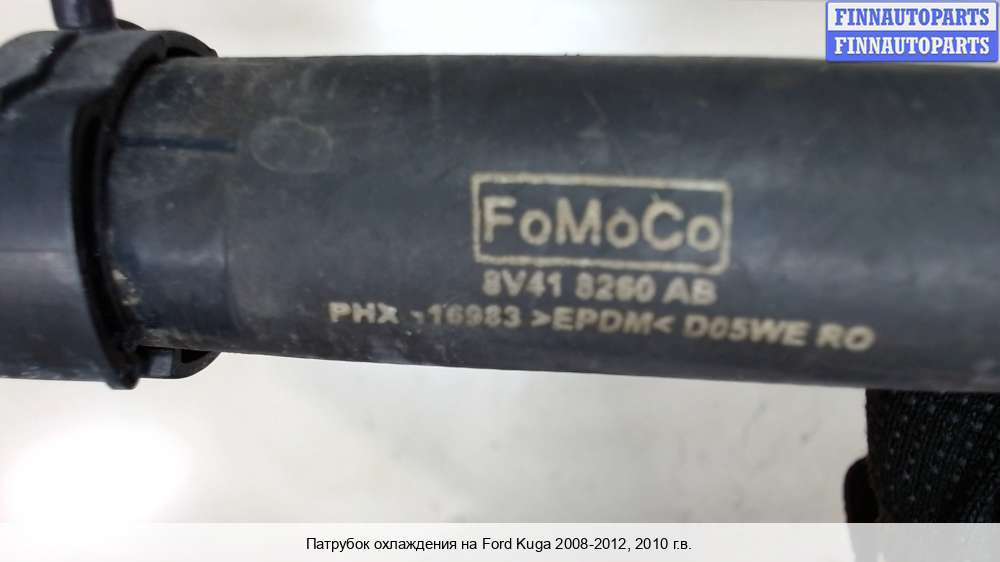 FINNAUTOPARTS
FINNAUTOPARTS
FoMoCo
8V41 8260 AB
PHX -16983 >EPDM< D05WE RO
Патрубок охлаждения на Ford Kuga 2008-2012, 2010 г.в.